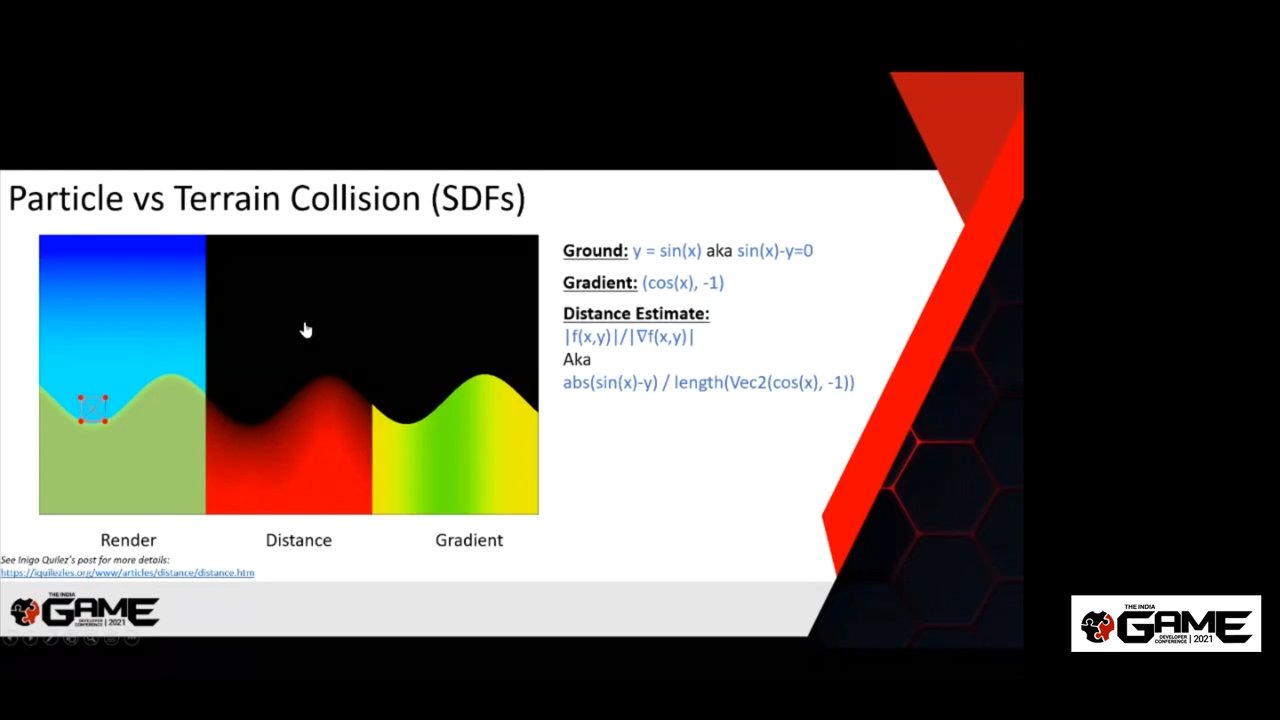 Particle vs Terrain Collision (SDFs)
Ground: y = sin(x) aka sin(x)-y=0
Gradient: (cos(x), -1)
Distance Estimate:
|f(x,y)|/|∇f(x,y)|
Aka
abs(sin(x)-y) / length(Vec2(cos(x), -1))
Render
Distance
Gradient
See Inigo Quilez's post for more details:
https://iquilezles.org/www/articles/distance/distance.htm
THE INDIA
GAME
DEVELOPER
CONFERENCE | 2021
THE INDIA
GAME
DEVELOPER
CONFERENCE | 2021